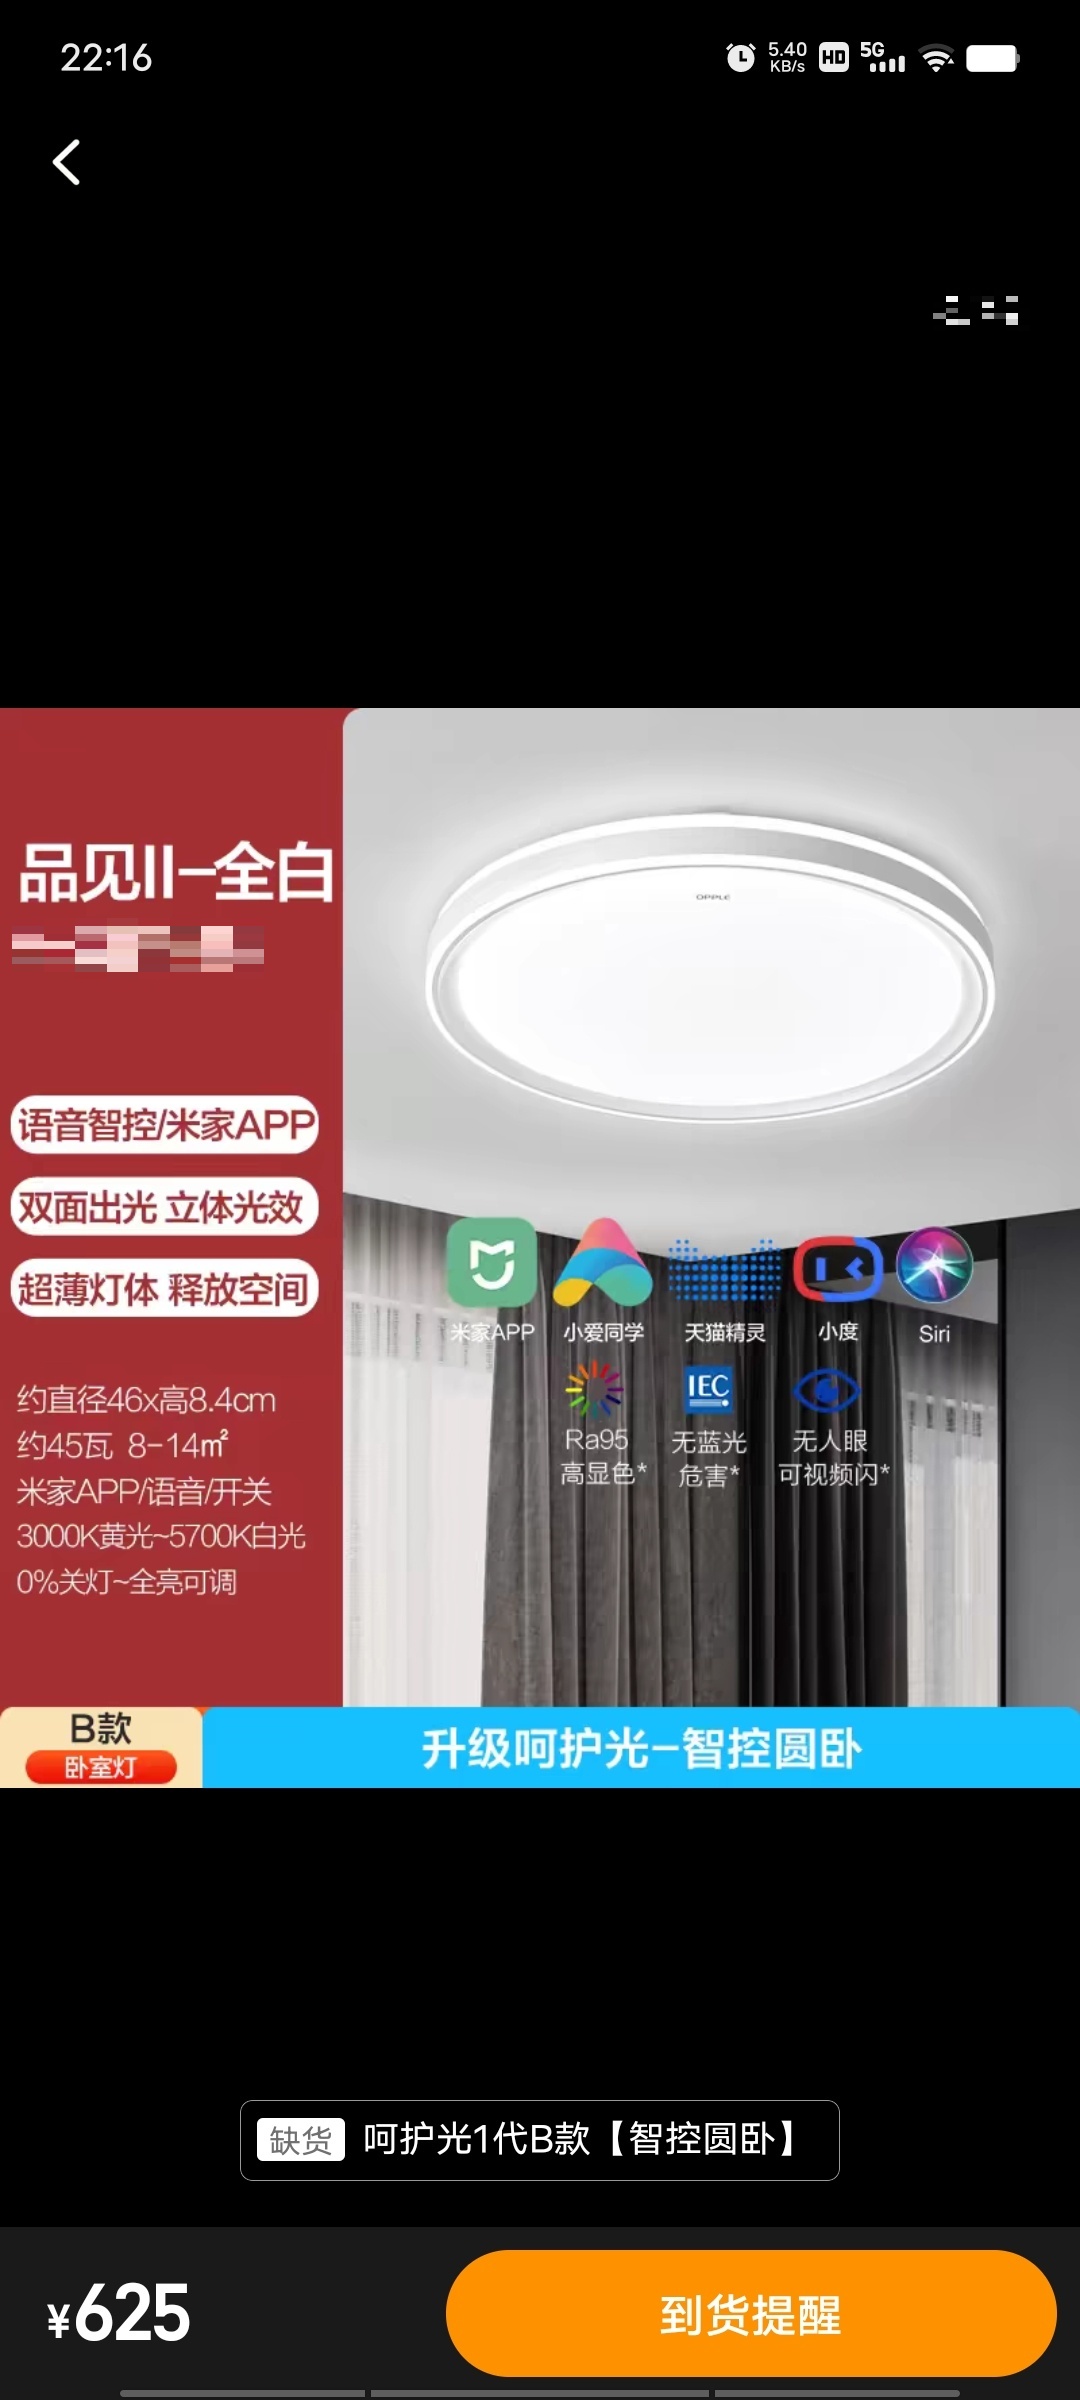 22:16
5.40
KB/s
HD
5G
品见II-全白
OPPLE
语音智控/米家APP
双面出光 立体光效
超薄灯体 释放空间
约直径46x高8.4cm
约45瓦 8-14㎡
米家APP/语音/开关
3000K黄光~5700K白光
0%关灯~全亮可调
米家APP
小爱同学
天猫精灵
小度
Siri
IEC
Ra95
高显色*
无蓝光
危害*
无人眼
可视频闪*
B款
卧室灯
升级呵护光-智控圆卧
缺货 呵护光1代B款【智控圆卧】
¥625
到货提醒